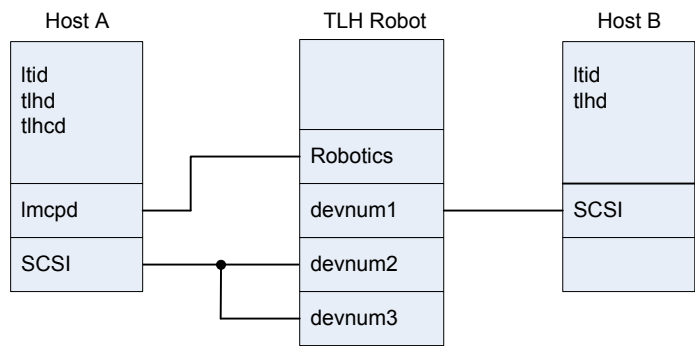 Host A
TLH Robot
Host B
ltid
tlhd
tlhcd
lmcpd
SCSI
Robotics
devnum1
devnum2
devnum3
ltid
tlhd
SCSI